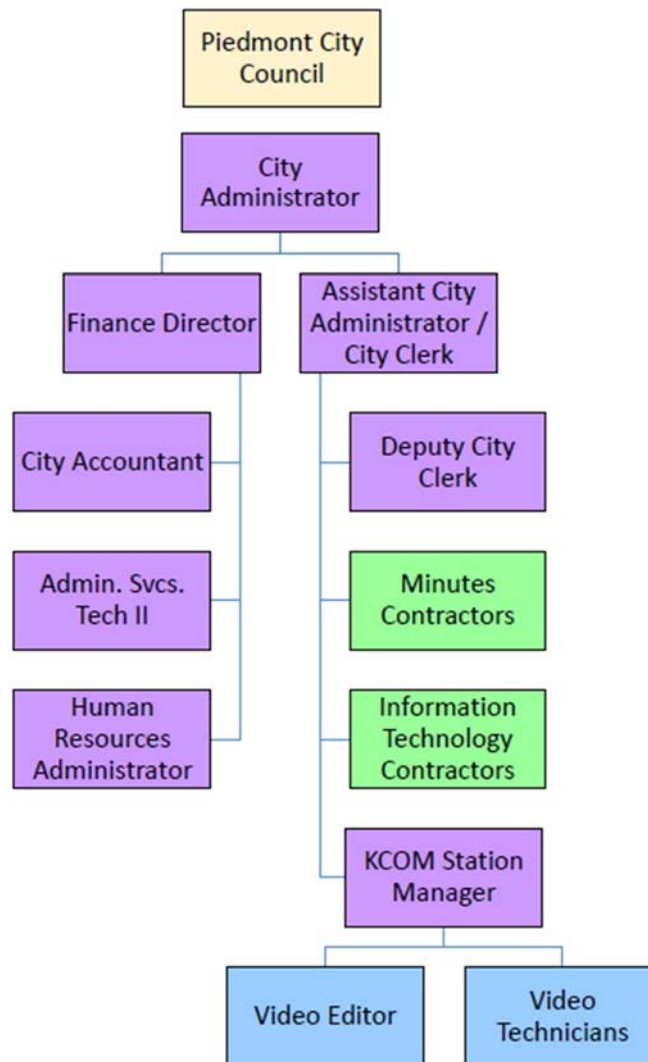 Piedmont City
Council
City
Administrator
Finance Director
Assistant City
Administrator /
City Clerk
City Accountant
Deputy City
Clerk
Admin. Svcs.
Tech II
Minutes
Contractors
Human
Resources
Administrator
Information
Technology
Contractors
KCOM Station
Manager
Video Editor
Video
Technicians